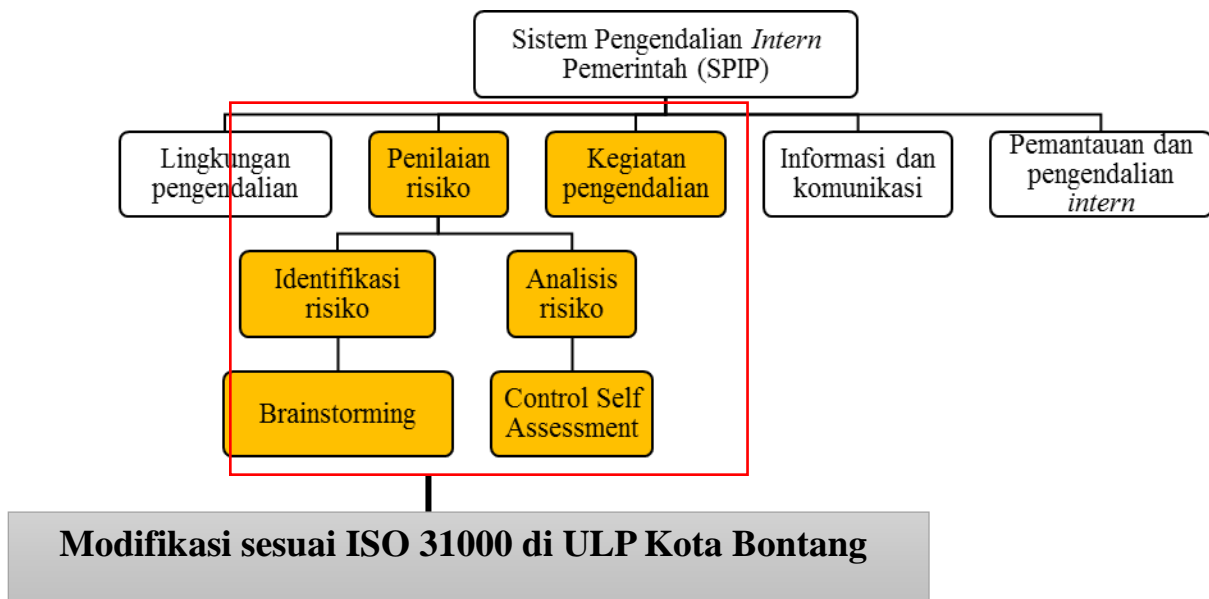 Sistem Pengendalian Intern
Pemerintah (SPIP)
Lingkungan
pengendalian
Penilaian
risiko
Kegiatan
pengendalian
Informasi dan
komunikasi
Pemantauan dan
pengendalian
intern
Identifikasi
risiko
Analisis
risiko
Brainstorming
Control Self
Assessment
Modifikasi sesuai ISO 31000 di ULP Kota Bontang